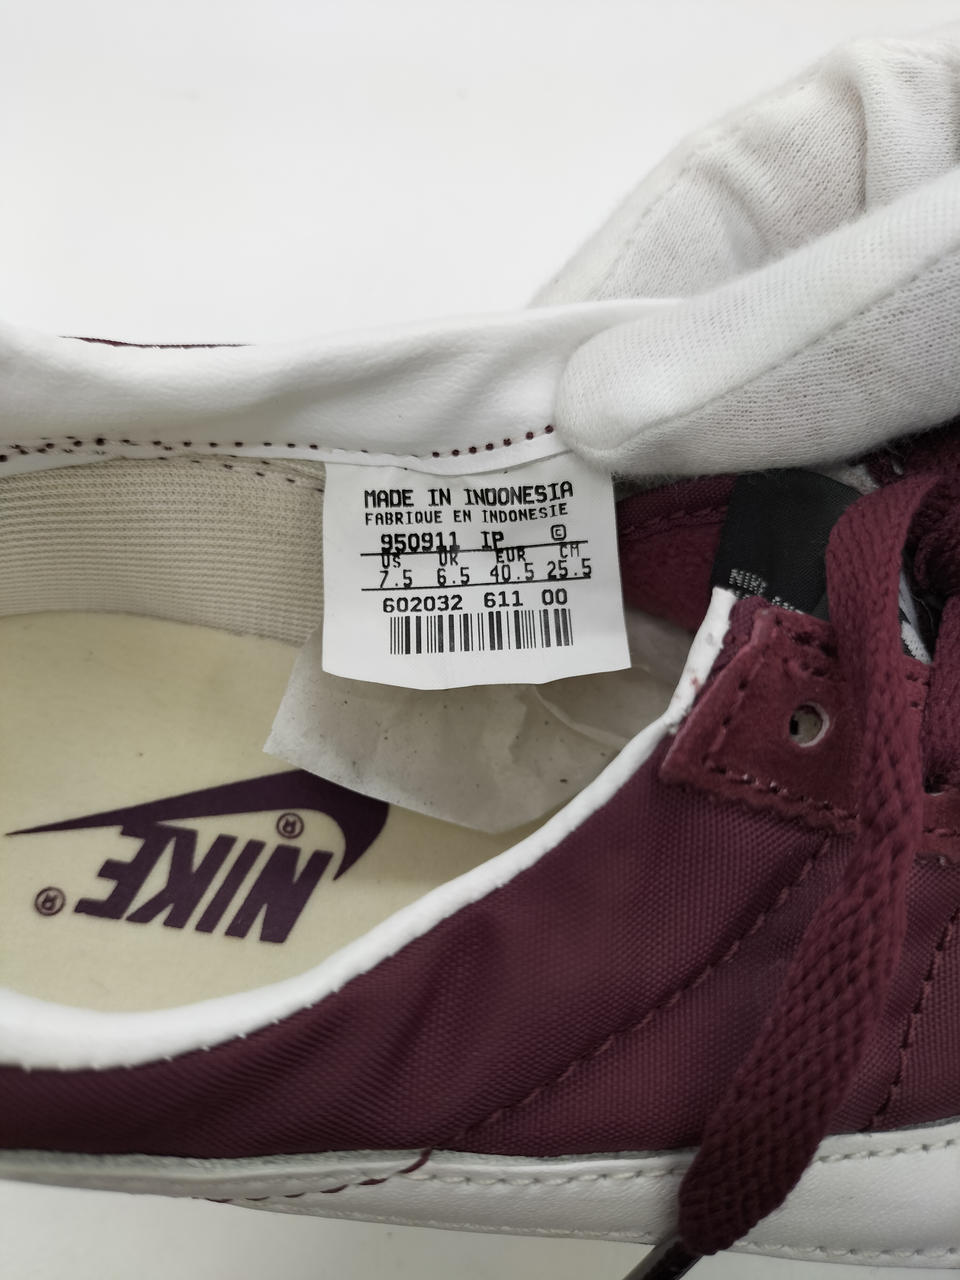 MADE IN INDONESIA
FABRIQUE EN INDONESIE
950911 IP ©
US UK EUR CM
7.5 6.5 40.5 25.5
602032 611 00
NIKE ®
®